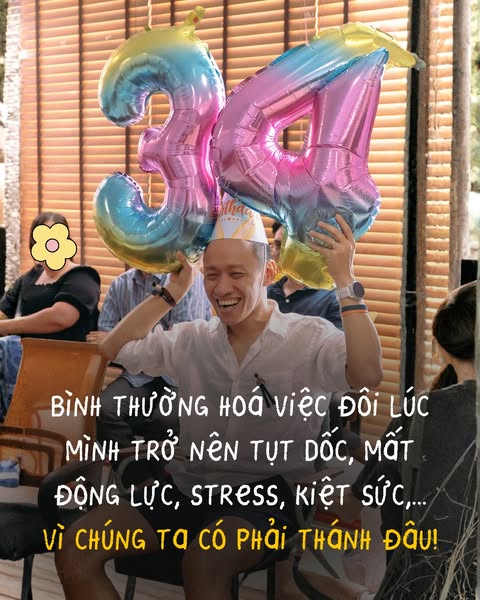 34
BÌNH THƯỜNG HOÁ VIỆC ĐÔI LÚC
MÌNH TRỞ NÊN TỤT DỐC, MẤT
ĐỘNG LỰC, STRESS, KIỆT SỨC,...
VÌ CHÚNG TA CÓ PHẢI THÁNH ĐÂU!